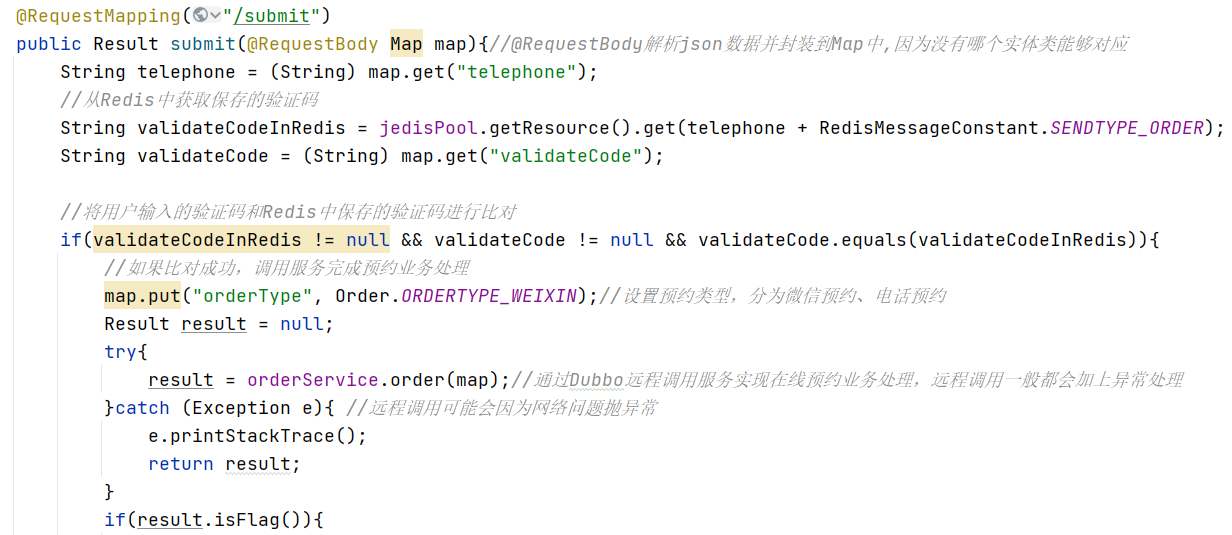 @RequestMapping("/submit")
public Result submit(@RequestBody Map map){//@RequestBody解析json数据并封装到Map中,因为没有哪个实体类能够对应
    String telephone = (String) map.get("telephone");
    //从Redis中获取保存的验证码
    String validateCodeInRedis = jedisPool.getResource().get(telephone + RedisMessageConstant.SENDTYPE_ORDER);
    String validateCode = (String) map.get("validateCode");
    //将用户输入的验证码和Redis中保存的验证码进行比对
    if(validateCodeInRedis != null && validateCode != null && validateCode.equals(validateCodeInRedis)){
        //如果比对成功，调用服务完成预约业务处理
        map.put("orderType", Order.ORDERTYPE_WEIXIN);//设置预约类型，分为微信预约、电话预约
        Result result = null;
        try{
            result = orderService.order(map);//通过Dubbo远程调用服务实现在线预约业务处理，远程调用一般都会加上异常处理
        }catch (Exception e){ //远程调用可能会因为网络问题抛异常
            e.printStackTrace();
            return result;
        }
        if(result.isFlag()){